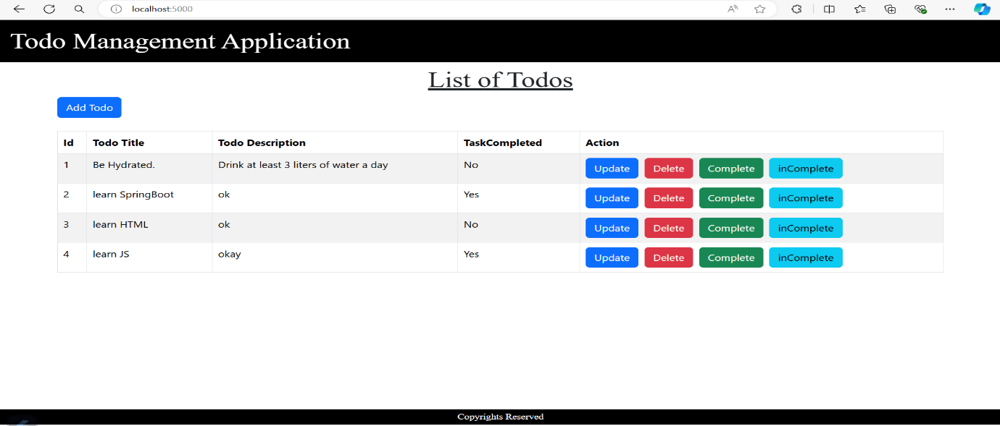 localhost:5000
Todo Management Application
List of Todos
Add Todo
Id Todo Title Todo Description TaskCompleted Action
1 Be Hydrated. Drink at least 3 liters of water a day No Update Delete Complete inComplete
2 learn SpringBoot ok Yes Update Delete Complete inComplete
3 learn HTML ok No Update Delete Complete inComplete
4 learn JS okay Yes Update Delete Complete inComplete
Copyrights Reserved